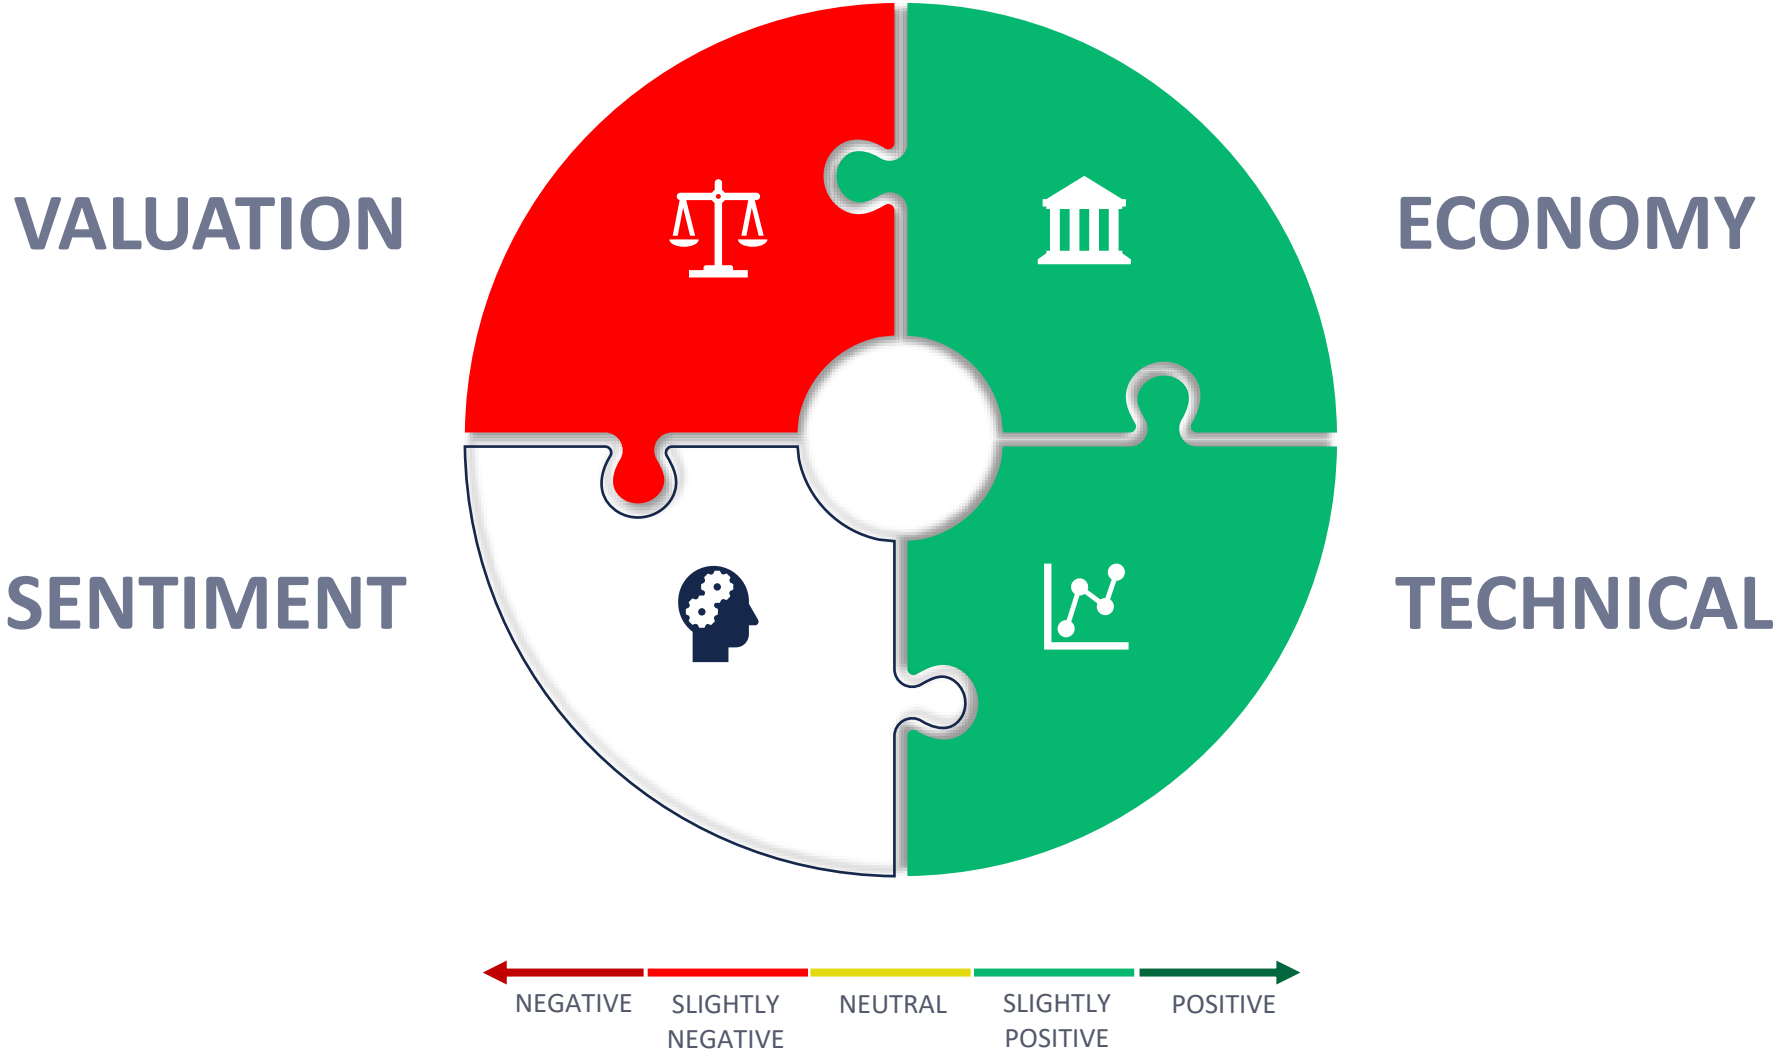 VALUATION
ECONOMY
SENTIMENT
TECHNICAL
NEGATIVE
SLIGHTLY
NEGATIVE
NEUTRAL
SLIGHTLY
POSITIVE
POSITIVE